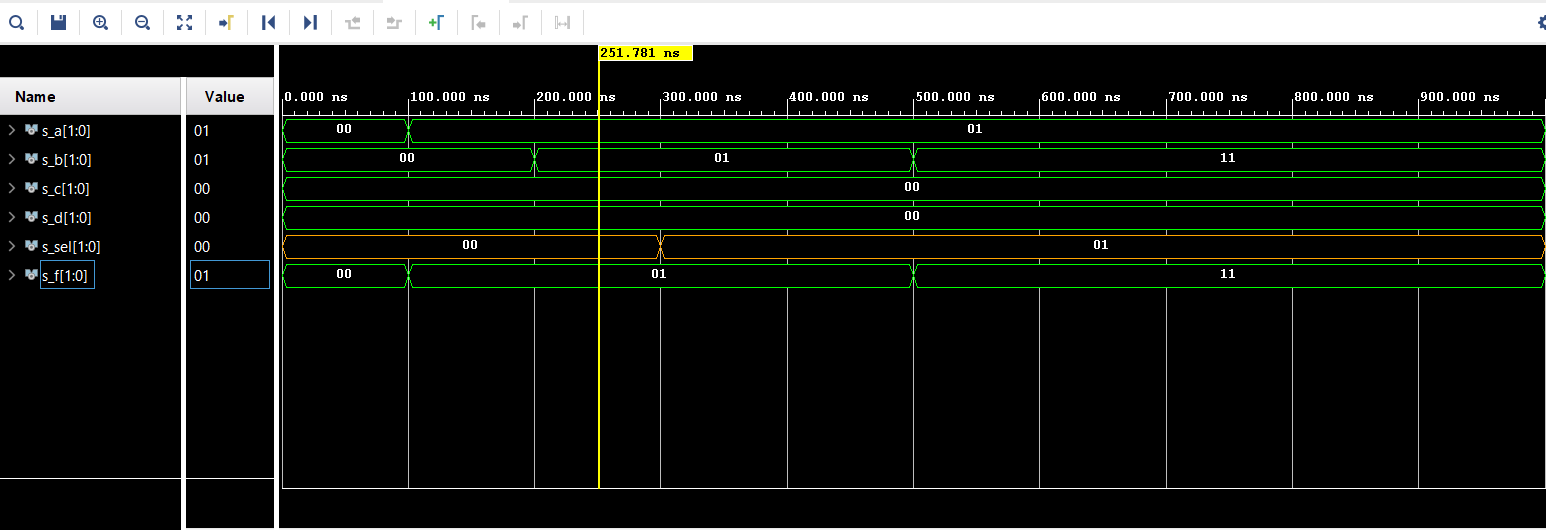 251.781 ns
Name Value
0.000 ns 100.000 ns 200.000 ns 300.000 ns 400.000 ns 500.000 ns 600.000 ns 700.000 ns 800.000 ns 900.000 ns
s_a[1:0] 01 00 01
s_b[1:0] 01 00 01 11
s_c[1:0] 00 00
s_d[1:0] 00 00
s_sel[1:0] 00 00 01
s_f[1:0] 01 00 01 11